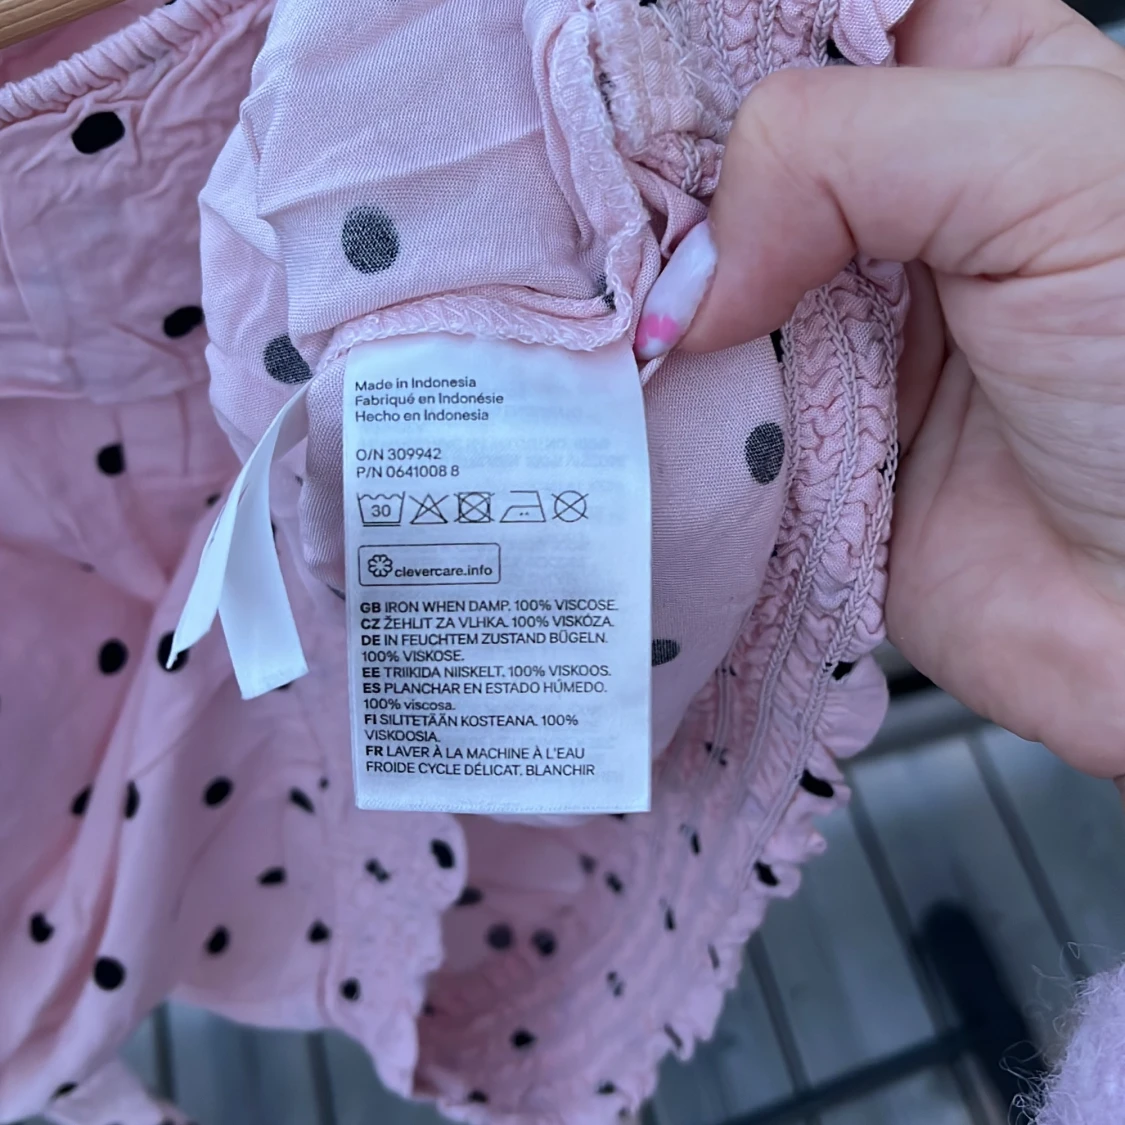 Made in Indonesia
Fabriqué en Indonésie
Hecho en Indonesia
O/N 309942
P/N 0641008 8
30
clevercare.info
GB IRON WHEN DAMP. 100% VISCOSE.
CZ ŽEHLIT ZA VLHKA. 100% VISKÓZA.
DE IN FEUCHTEM ZUSTAND BÜGELN.
100% VISKOSE.
EE TRIIKIDA NIISKELT. 100% VISKOOS.
ES PLANCHAR EN ESTADO HÚMEDO.
100% viscosa.
FI SILITETÄÄN KOSTEANA. 100%
VISKOOSIA.
FR LAVER À LA MACHINE À L'EAU
FROIDE CYCLE DÉLICAT. BLANCHIR